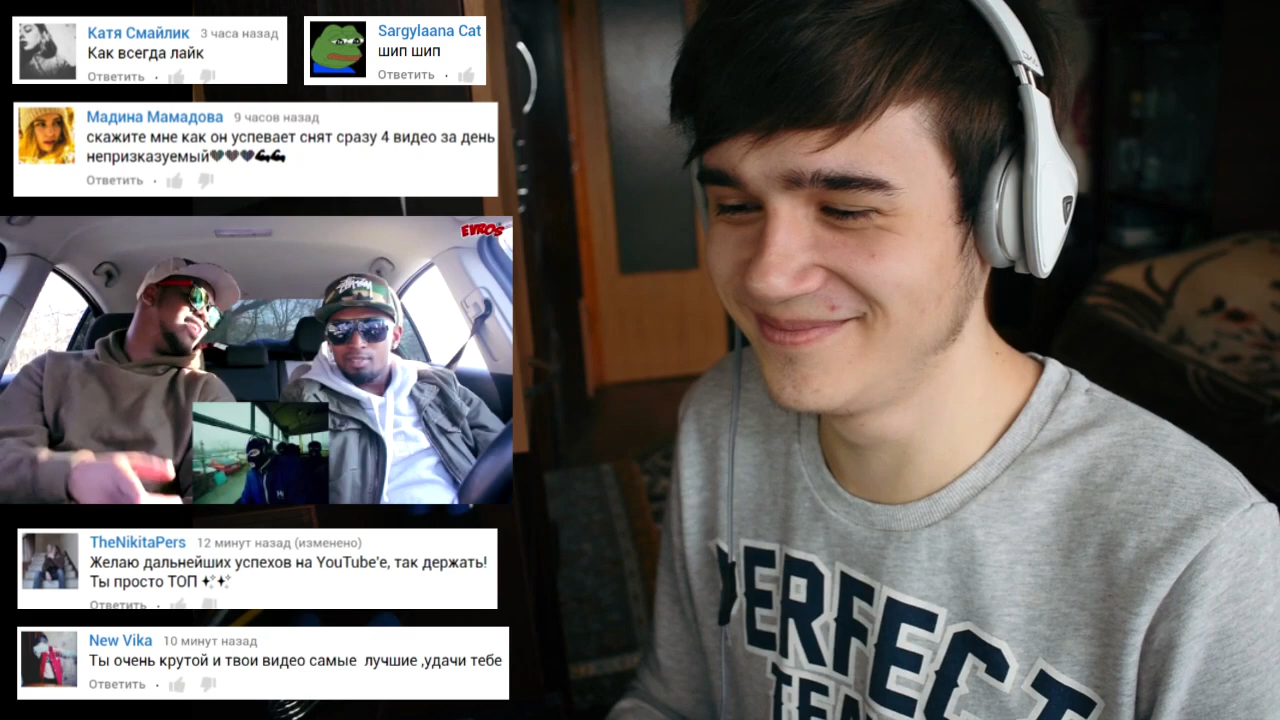 Катя Смайлик 3 часа назад
Как всегда лайк
Ответить
Sargylaana Cat
шип шип
Ответить
Мадина Мамадова 9 часов назад
скажите мне как он успевает снят сразу 4 видео за день
непризказуемый
Ответить
EVROS
TheNikitaPers 12 минут назад (изменено)
Желаю дальнейших успехов на YouTube'e, так держать!
Ты просто ТОП
Ответить
New Vika 10 минут назад
Ты очень крутой и твои видео самые лучшие ,удачи тебе
Ответить
PERFECT